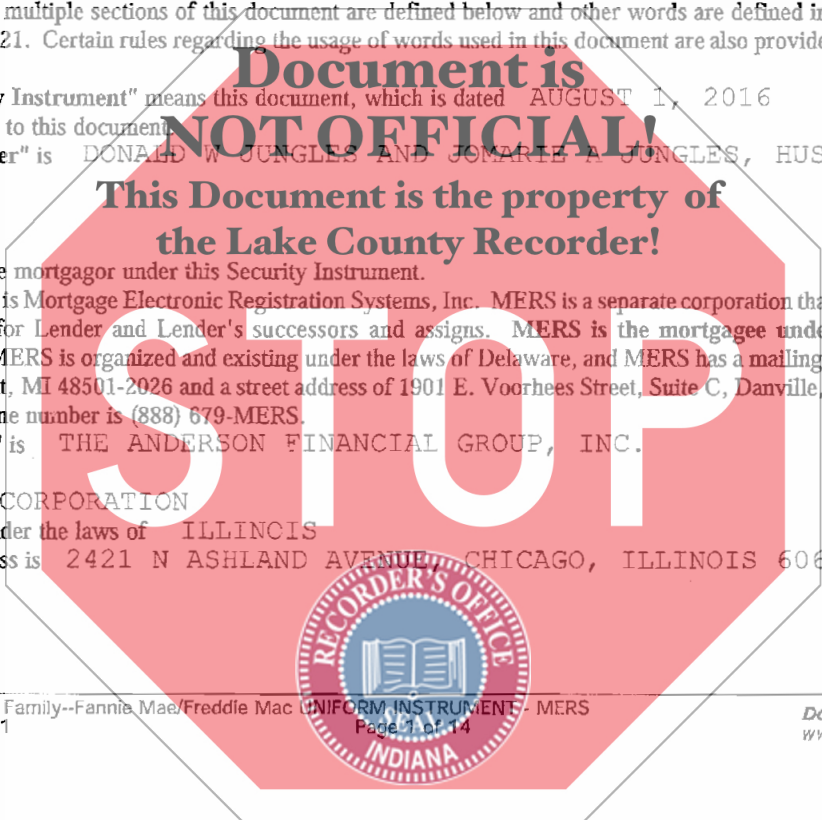 multiple sections of this document are defined below and other words are defined in
21. Certain rules regarding the usage of words used in this document are also provide
Document is
Instrument" means this document, which is dated AUGUST 1, 2016
to this document.
NOT OFFICIAL!
er" is DONALD W JUNGLES AND JOMARIE A JUNGLES, HUS
This Document is the property of
the Lake County Recorder!
e mortgagor under this Security Instrument.
is Mortgage Electronic Registration Systems, Inc. MERS is a separate corporation tha
for Lender and Lender's successors and assigns. MERS is the mortgagee unde
MERS is organized and existing under the laws of Delaware, and MERS has a mailing
t, MI 48501-2026 and a street address of 1901 E. Voorhees Street, Suite C, Danville,
ne number is (888) 679-MERS.
STOP
" is THE ANDERSON FINANCIAL GROUP, INC.
CORPORATION
der the laws of ILLINOIS
ss is 2421 N ASHLAND AVENUE, CHICAGO, ILLINOIS 606
RECORDER'S OFFICE
Family--Fannie Mae/Freddie Mac UNIFORM INSTRUMENT - MERS
SEAL
1 Page 1 of 14
INDIANA
Do
ww